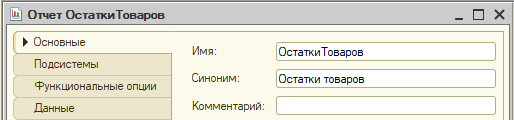 Отчет ОстаткиТоваров
Основные
Подсистемы
Функциональные опции
Данные
Имя: ОстаткиТоваров
Синоним: Остатки товаров
Комментарий: